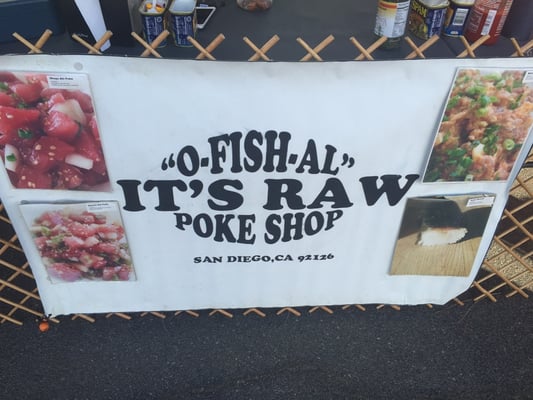 "O-FISH-AL"
IT'S RAW
POKE SHOP
SAN DIEGO, CA 92126